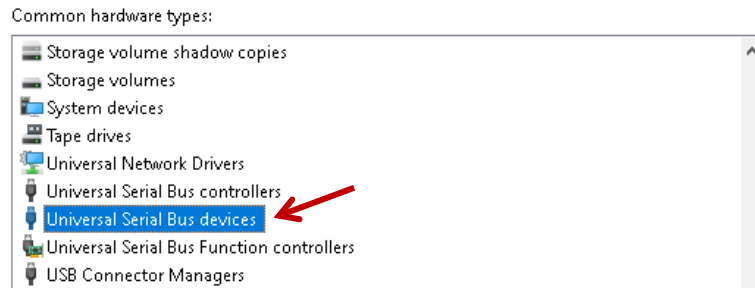 Common hardware types:
Storage volume shadow copies
Storage volumes
System devices
Tape drives
Universal Network Drivers
Universal Serial Bus controllers
Universal Serial Bus devices
Universal Serial Bus Function controllers
USB Connector Managers